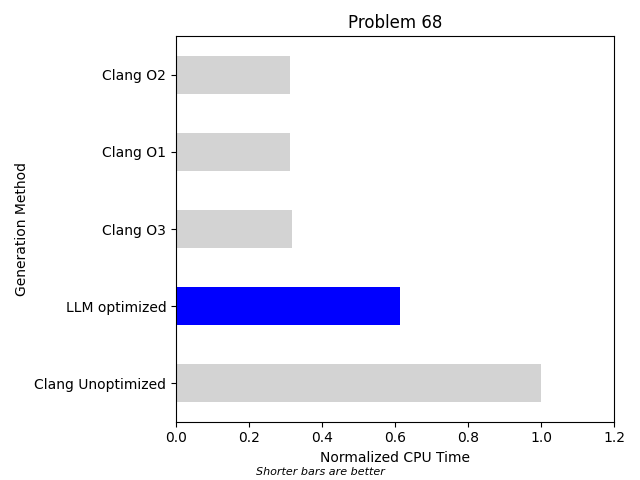 Problem 68
Clang O2
Clang O1
Clang O3
LLM optimized
Clang Unoptimized
Generation Method
0.0 0.2 0.4 0.6 0.8 1.0 1.2
Normalized CPU Time
Shorter bars are better